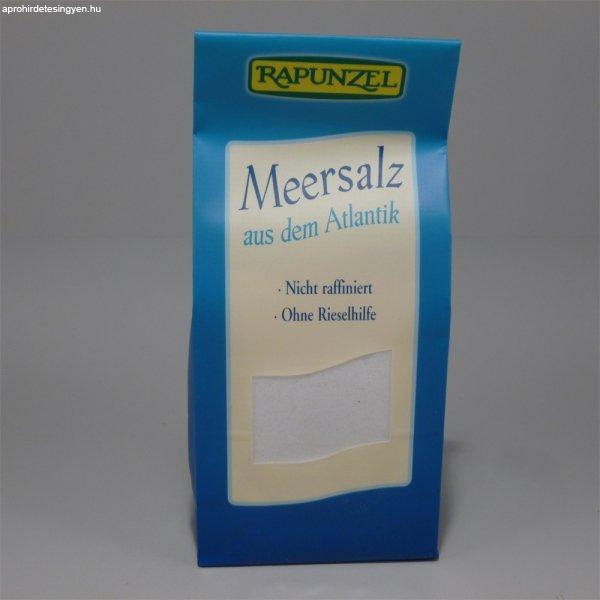 aprohirdetesingyen.hu
RAPUNZEL
Meersalz
aus dem Atlantik
· Nicht raffiniert
· Ohne Rieselhilfe